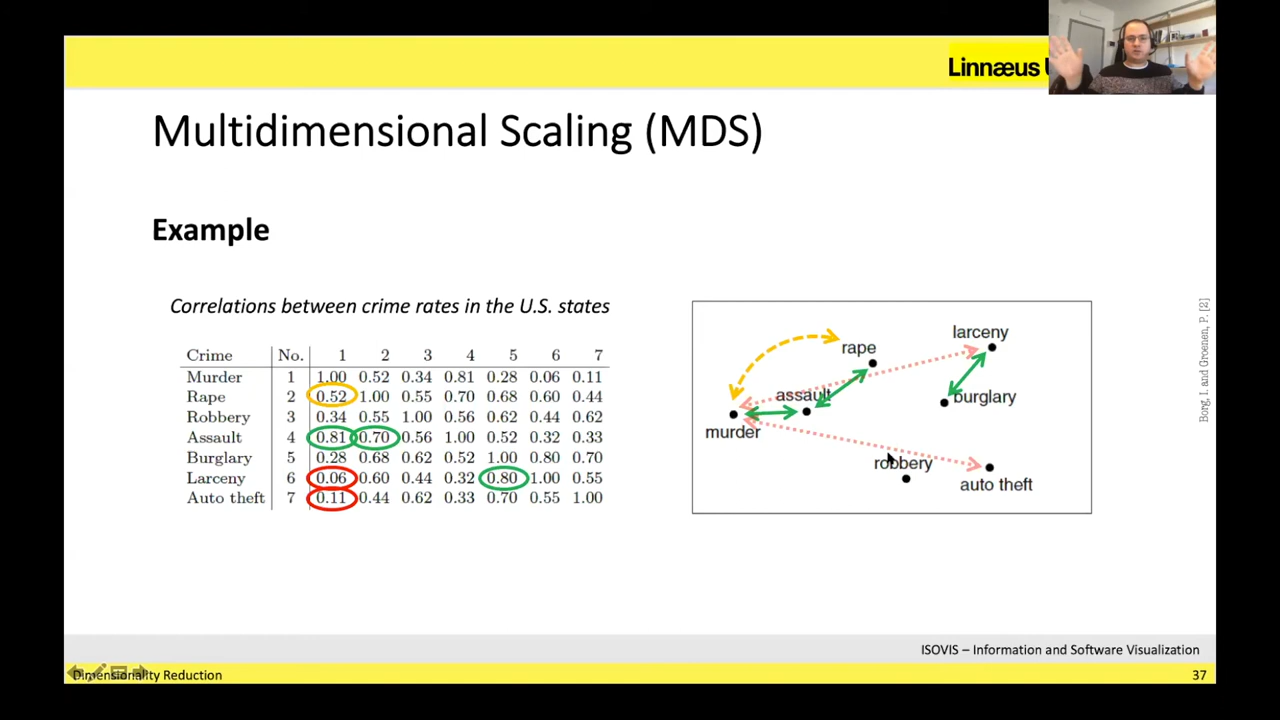 Linnæus U
Multidimensional Scaling (MDS)
Example
Correlations between crime rates in the U.S. states
Crime No. 1 2 3 4 5 6 7
Murder 1 1.00 0.52 0.34 0.81 0.28 0.06 0.11
Rape 2 0.52 1.00 0.55 0.70 0.68 0.60 0.44
Robbery 3 0.34 0.55 1.00 0.56 0.62 0.44 0.62
Assault 4 0.81 0.70 0.56 1.00 0.52 0.32 0.33
Burglary 5 0.28 0.68 0.62 0.52 1.00 0.80 0.70
Larceny 6 0.06 0.60 0.44 0.32 0.80 1.00 0.55
Auto theft 7 0.11 0.44 0.62 0.33 0.70 0.55 1.00
larceny
rape
assault
burglary
murder
robbery
auto theft
Borg, I. and Groenen, P. [2]
ISOVIS – Information and Software Visualization
Dimensionality Reduction
37